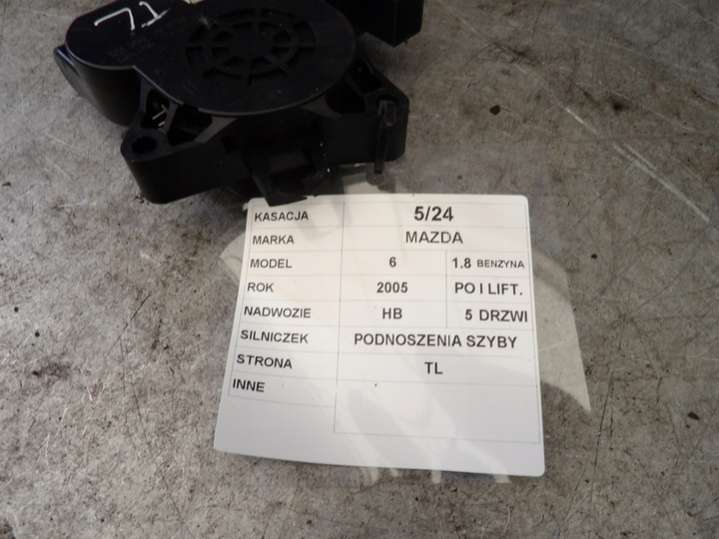 TL
KASACJA 5/24
MARKA MAZDA
MODEL 6 1.8 BENZYNA
ROK 2005 PO I LIFT.
NADWOZIE HB 5 DRZWI
SILNICZEK PODNOSZENIA SZYBY
STRONA TL
INNE